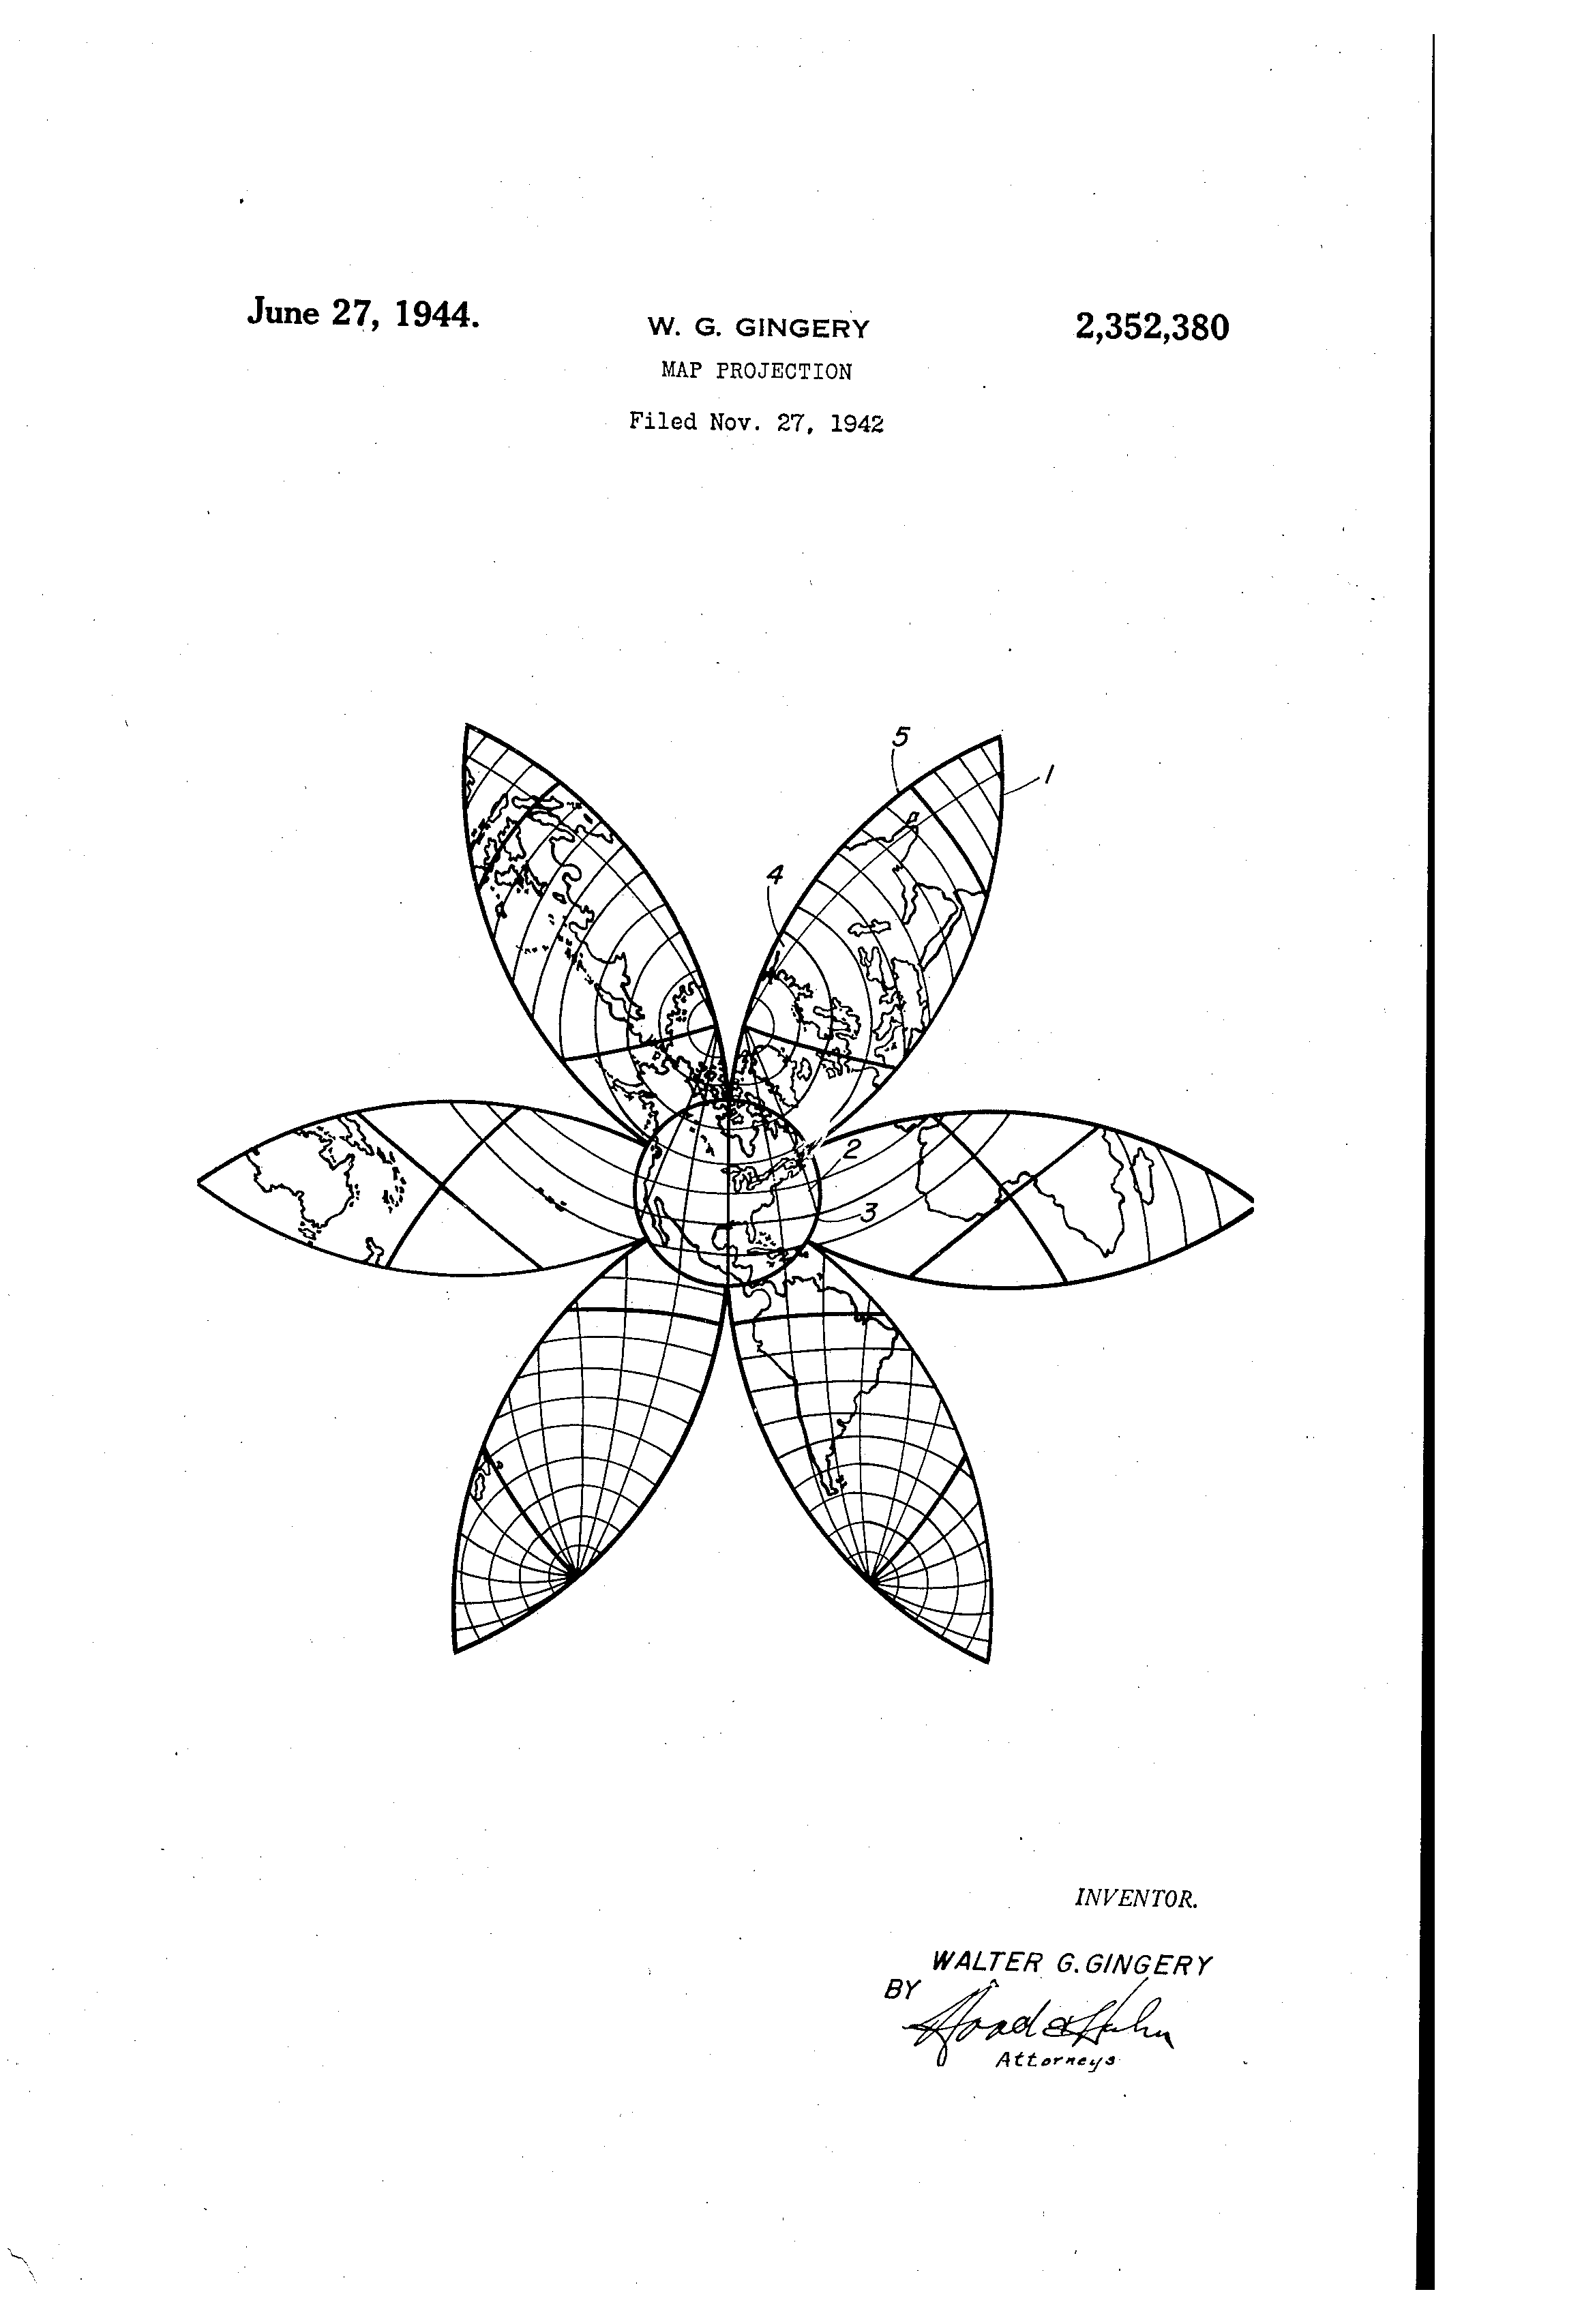 June 27, 1944.
W. G. GINGERY
2,352,380
MAP PROJECTION
Filed Nov. 27, 1942
5
1
4
2
3
INVENTOR.
WALTER G. GINGERY
BY
Hood & Hahn
Attorneys